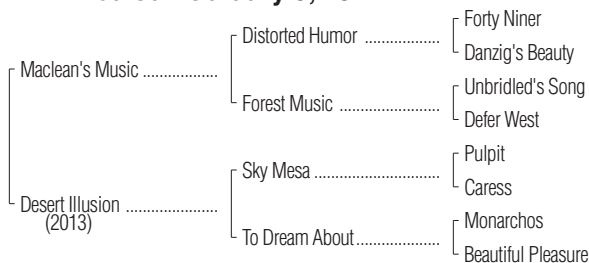 Forty Niner
Distorted Humor ..................
Danzig's Beauty
Maclean's Music ..................
Unbridled's Song
Forest Music ........................
Defer West
Pulpit
Sky Mesa ..............................
Caress
Desert Illusion ......................
(2013)
Monarchos
To Dream About ....................
Beautiful Pleasure